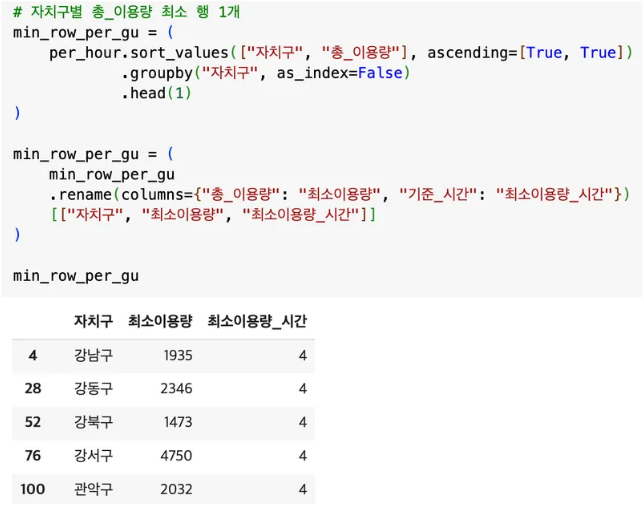 # 자치구별 총_이용량 최소 행 1개
min_row_per_gu = (
    per_hour.sort_values(["자치구", "총_이용량"], ascending=[True, True])
            .groupby("자치구", as_index=False)
            .head(1)
)

min_row_per_gu = (
    min_row_per_gu
    .rename(columns={"총_이용량": "최소이용량", "기준_시간": "최소이용량_시간"})
    [["자치구", "최소이용량", "최소이용량_시간"]]
)

min_row_per_gu
자치구 최소이용량 최소이용량_시간
4 강남구 1935 4
28 강동구 2346 4
52 강북구 1473 4
76 강서구 4750 4
100 관악구 2032 4